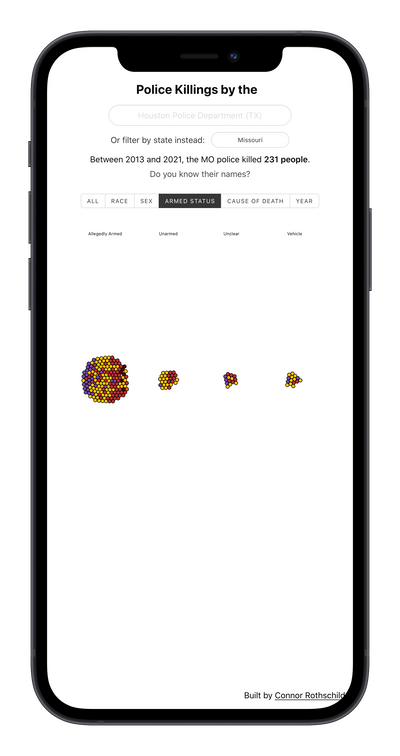 Police Killings by the
Houston Police Department (TX)
Or filter by state instead: Missouri
Between 2013 and 2021, the MO police killed 231 people.
Do you know their names?
ALL RACE SEX ARMED STATUS CAUSE OF DEATH YEAR
Allegedly Armed Unarmed Unclear Vehicle
Built by Connor Rothschild